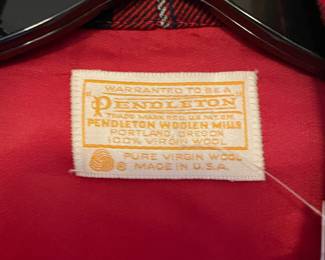 WARRANTED TO BE A
"PENDLETON"
TRADE MARK REG. U.S. PAT. OFF.
PENDLETON WOOLEN MILLS
PORTLAND, OREGON
100% VIRGIN WOOL
PURE VIRGIN WOOL
® MADE IN U.S.A.